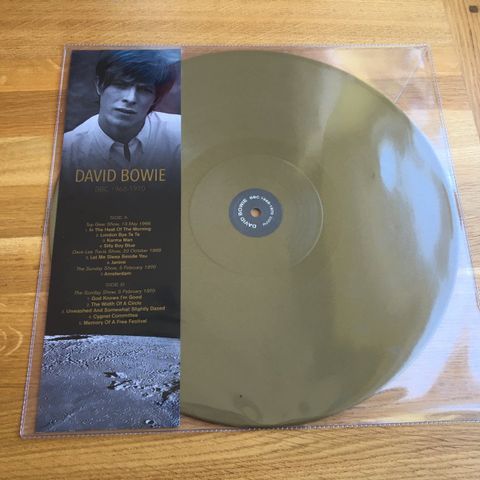 DAVID BOWIE
BBC 1968-1970
SIDE A
Top Gear Show, 13 May 1968
1. In The Heat Of The Morning
2. London Bye Ta Ta
3. Karma Man
4. Silly Boy Blue
Dave Lee Travis Show, 20 October 1969
5. Let Me Sleep Beside You
6. Janine
The Sunday Show, 5 February 1970
7. Amsterdam
SIDE B
The Sunday Show, 5 February 1970
1. God Knows I'm Good
2. The Width Of A Circle
3. Unwashed And Somewhat Slightly Dazed
4. Cygnet Committee
5. Memory Of A Free Festival
DAVID BOWIE BBC 1968-1970